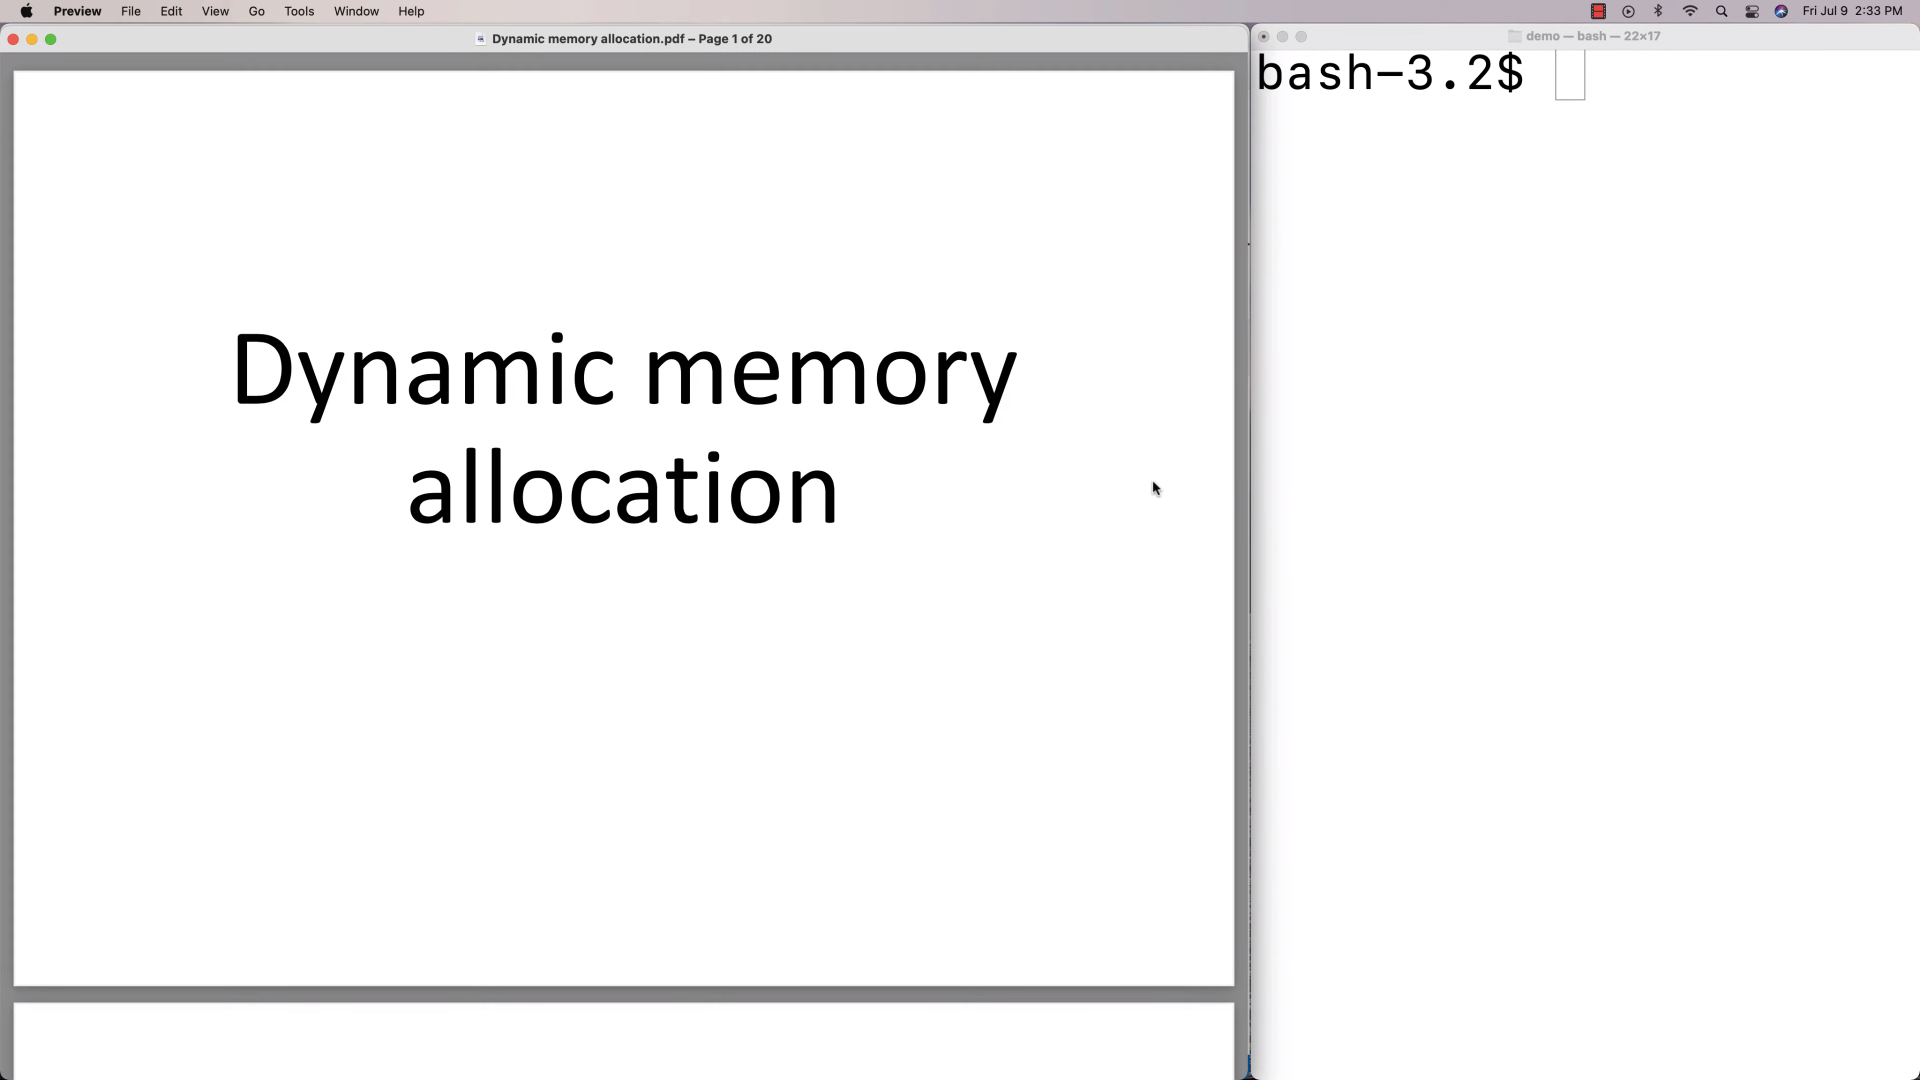 Preview File Edit View Go Tools Window Help
Fri Jul 9 2:33 PM
Dynamic memory allocation.pdf – Page 1 of 20
demo — bash — 22×17
bash-3.2$
Dynamic memory
allocation